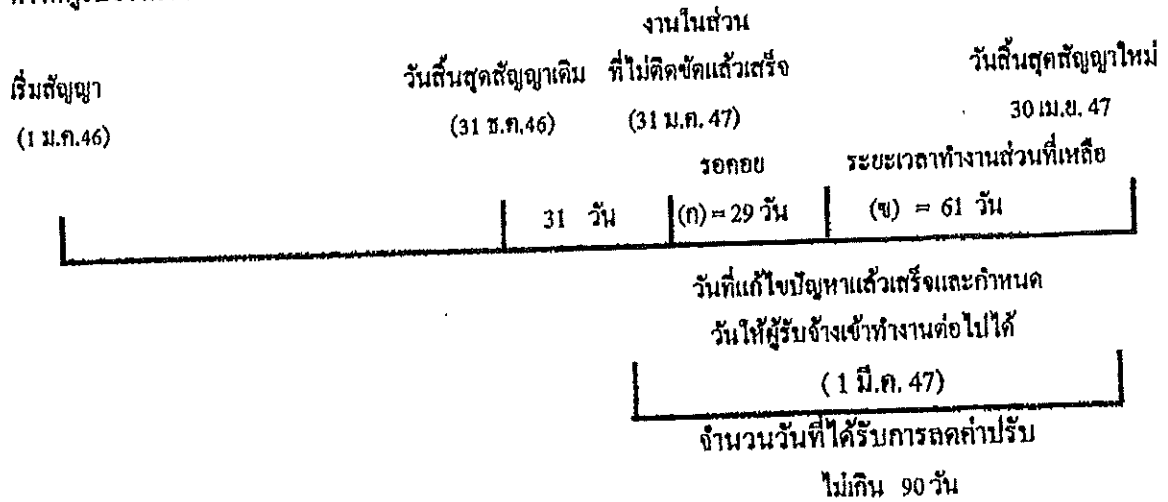 งานในส่วน
เริ่มสัญญา วันสิ้นสุดสัญญาเดิม ที่ไม่ติดขัดแล้วเสร็จ วันสิ้นสุดสัญญาใหม่
(1 ม.ค.46) (31 ธ.ค.46) (31 ม.ค. 47) 30 เม.ย. 47
รอคอย ระยะเวลาทำงานส่วนที่เหลือ
31 วัน (ก) = 29 วัน (ข) = 61 วัน
วันที่แก้ไขปัญหาแล้วเสร็จและกำหนด
วันให้ผู้รับจ้างเข้าทำงานต่อไปได้
( 1 มี.ค. 47)
จำนวนวันที่ได้รับการลดค่าปรับ
ไม่เกิน 90 วัน